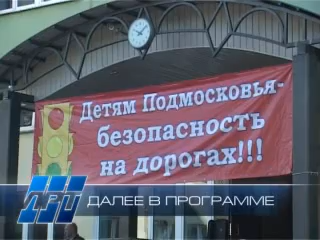 Детям Подмосковья-
безопасность
на дорогах!!!
ДАЛЕЕ В ПРОГРАММЕ